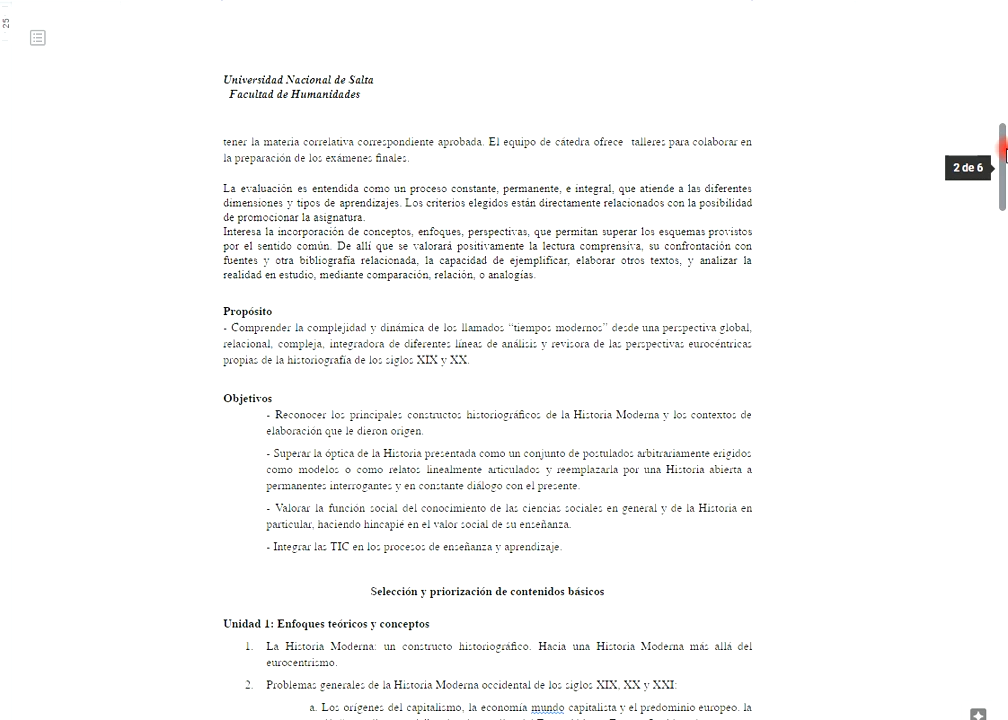 25
Universidad Nacional de Salta
Facultad de Humanidades
tener la materia correlativa correspondiente aprobada. El equipo de cátedra ofrece talleres para colaborar en
la preparación de los exámenes finales.
2 de 6
La evaluación es entendida como un proceso constante, permanente, e integral, que atiende a las diferentes
dimensiones y tipos de aprendizajes. Los criterios elegidos están directamente relacionados con la posibilidad
de promocionar la asignatura.
Interesa la incorporación de conceptos, enfoques, perspectivas, que permitan superar los esquemas provistos
por el sentido común. De allí que se valorará positivamente la lectura comprensiva, su confrontación con
fuentes y otra bibliografía relacionada, la capacidad de ejemplificar, elaborar otros textos, y analizar la
realidad en estudio, mediante comparación, relación, o analogías.
Propósito
- Comprender la complejidad y dinámica de los llamados “tiempos modernos” desde una perspectiva global,
relacional, compleja, integradora de diferentes líneas de análisis y revisora de las perspectivas eurocéntricas
propias de la historiografía de los siglos XIX y XX.
Objetivos
- Reconocer los principales constructos historiográficos de la Historia Moderna y los contextos de
elaboración que le dieron origen.
- Superar la óptica de la Historia presentada como un conjunto de postulados arbitrariamente erigidos
como modelos o como relatos linealmente articulados y reemplazarla por una Historia abierta a
permanentes interrogantes y en constante diálogo con el presente.
- Valorar la función social del conocimiento de las ciencias sociales en general y de la Historia en
particular, haciendo hincapié en el valor social de su enseñanza.
- Integrar las TIC en los procesos de enseñanza y aprendizaje.
Selección y priorización de contenidos básicos
Unidad 1: Enfoques teóricos y conceptos
1. La Historia Moderna: un constructo historiográfico. Hacia una Historia Moderna más allá del
eurocentrismo.
2. Problemas generales de la Historia Moderna occidental de los siglos XIX, XX y XXI:
a. Los orígenes del capitalismo, la economía mundo capitalista y el predominio europeo. la